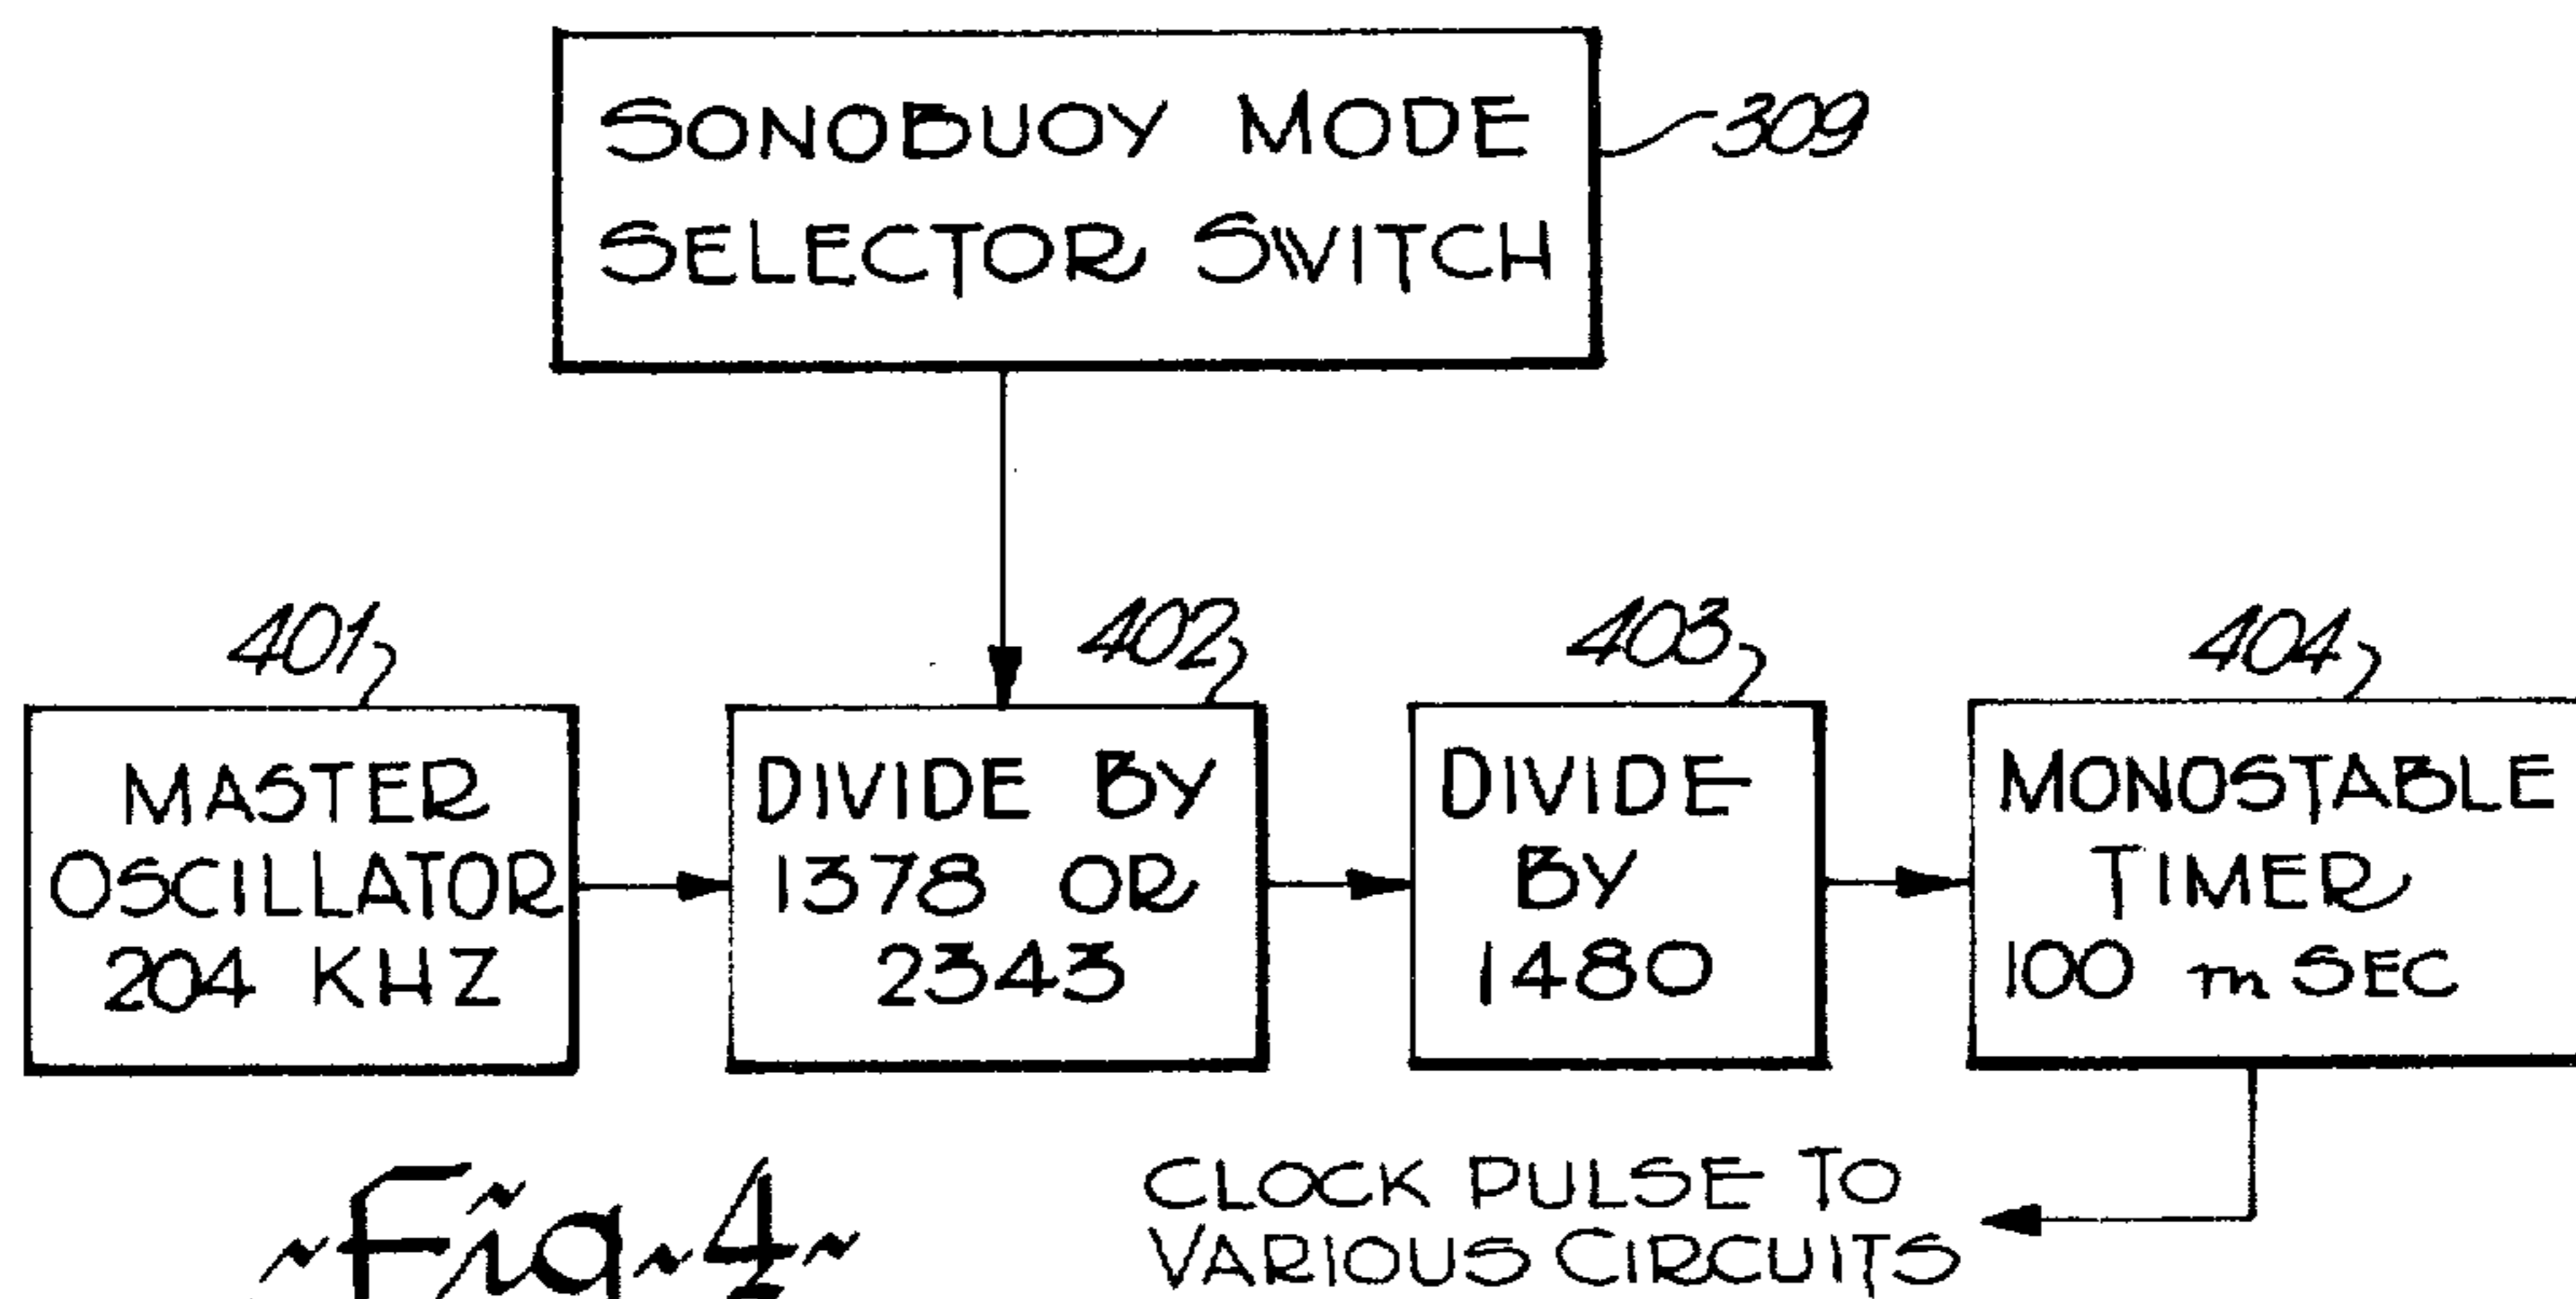 SONOBUOY MODE
SELECTOR SWITCH
309
401
MASTER
OSCILLATOR
204 KHZ
402
DIVIDE BY
1378 OR
2343
403
DIVIDE
BY
1480
404
MONOSTABLE
TIMER
100 m SEC
CLOCK PULSE TO
VARIOUS CIRCUITS
~Fig~4~